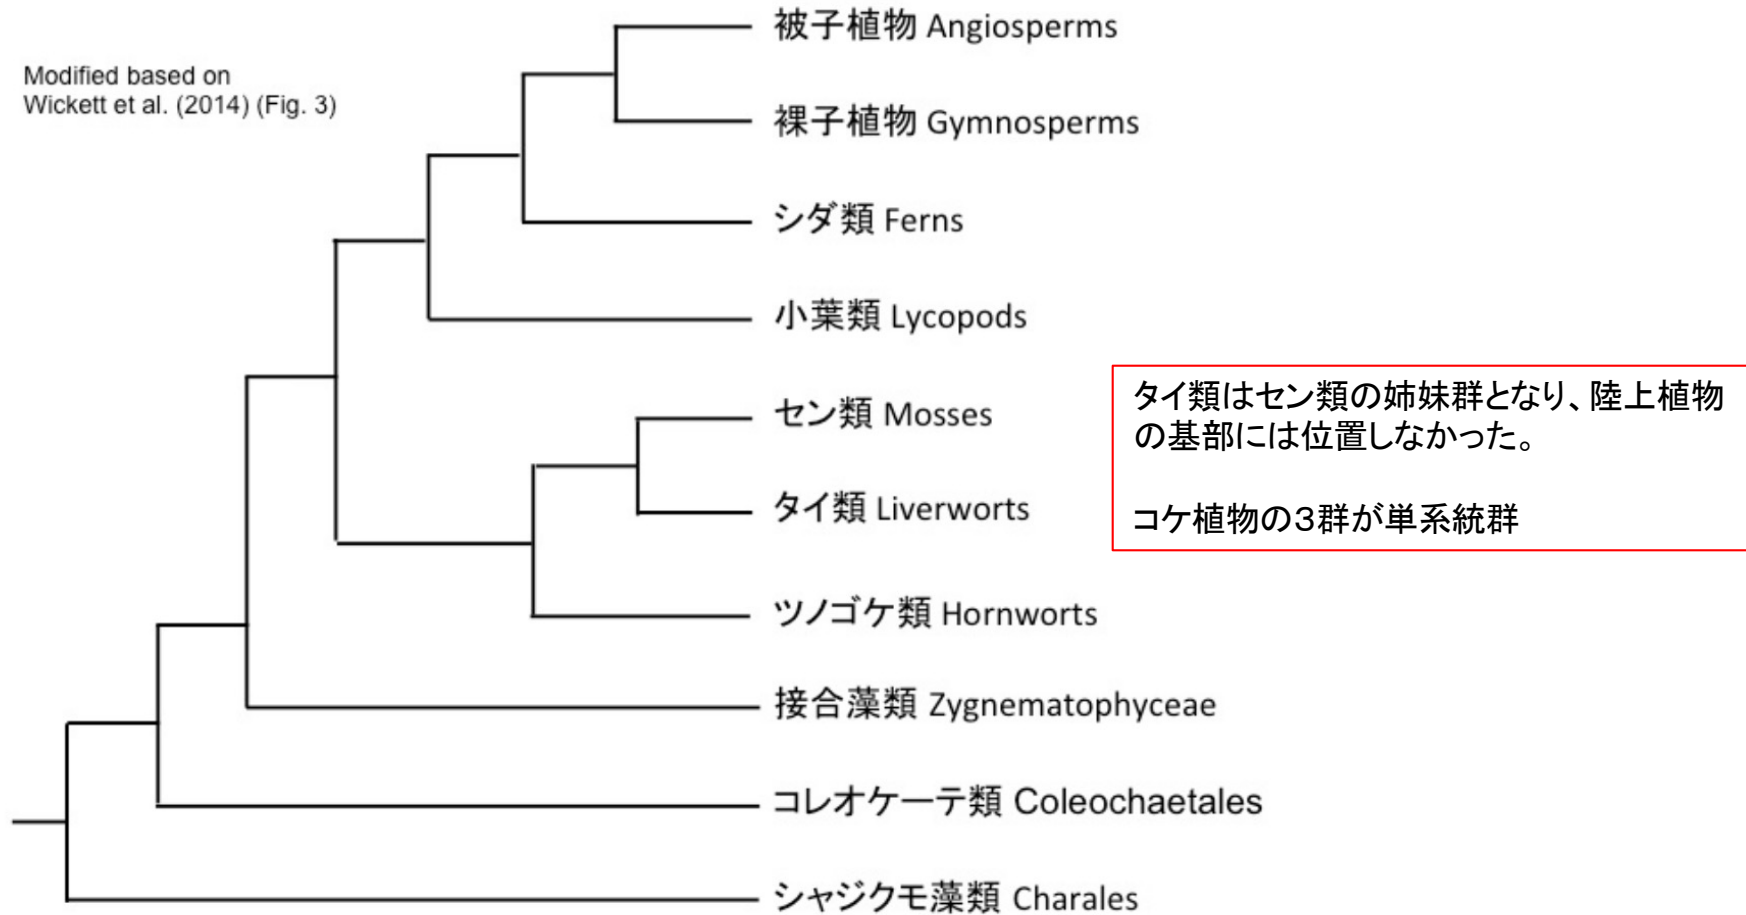 被子植物 Angiosperms
Modified based on
Wickett et al. (2014) (Fig. 3)
裸子植物 Gymnosperms
シダ類 Ferns
小葉類 Lycopods
セン類 Mosses
タイ類 Liverworts
ツノゴケ類 Hornworts
接合藻類 Zygnematophyceae
コレオケーテ類 Coleochaetales
シャジクモ藻類 Charales
タイ類はセン類の姉妹群となり、陸上植物
の基部には位置しなかった。
コケ植物の３群が単系統群